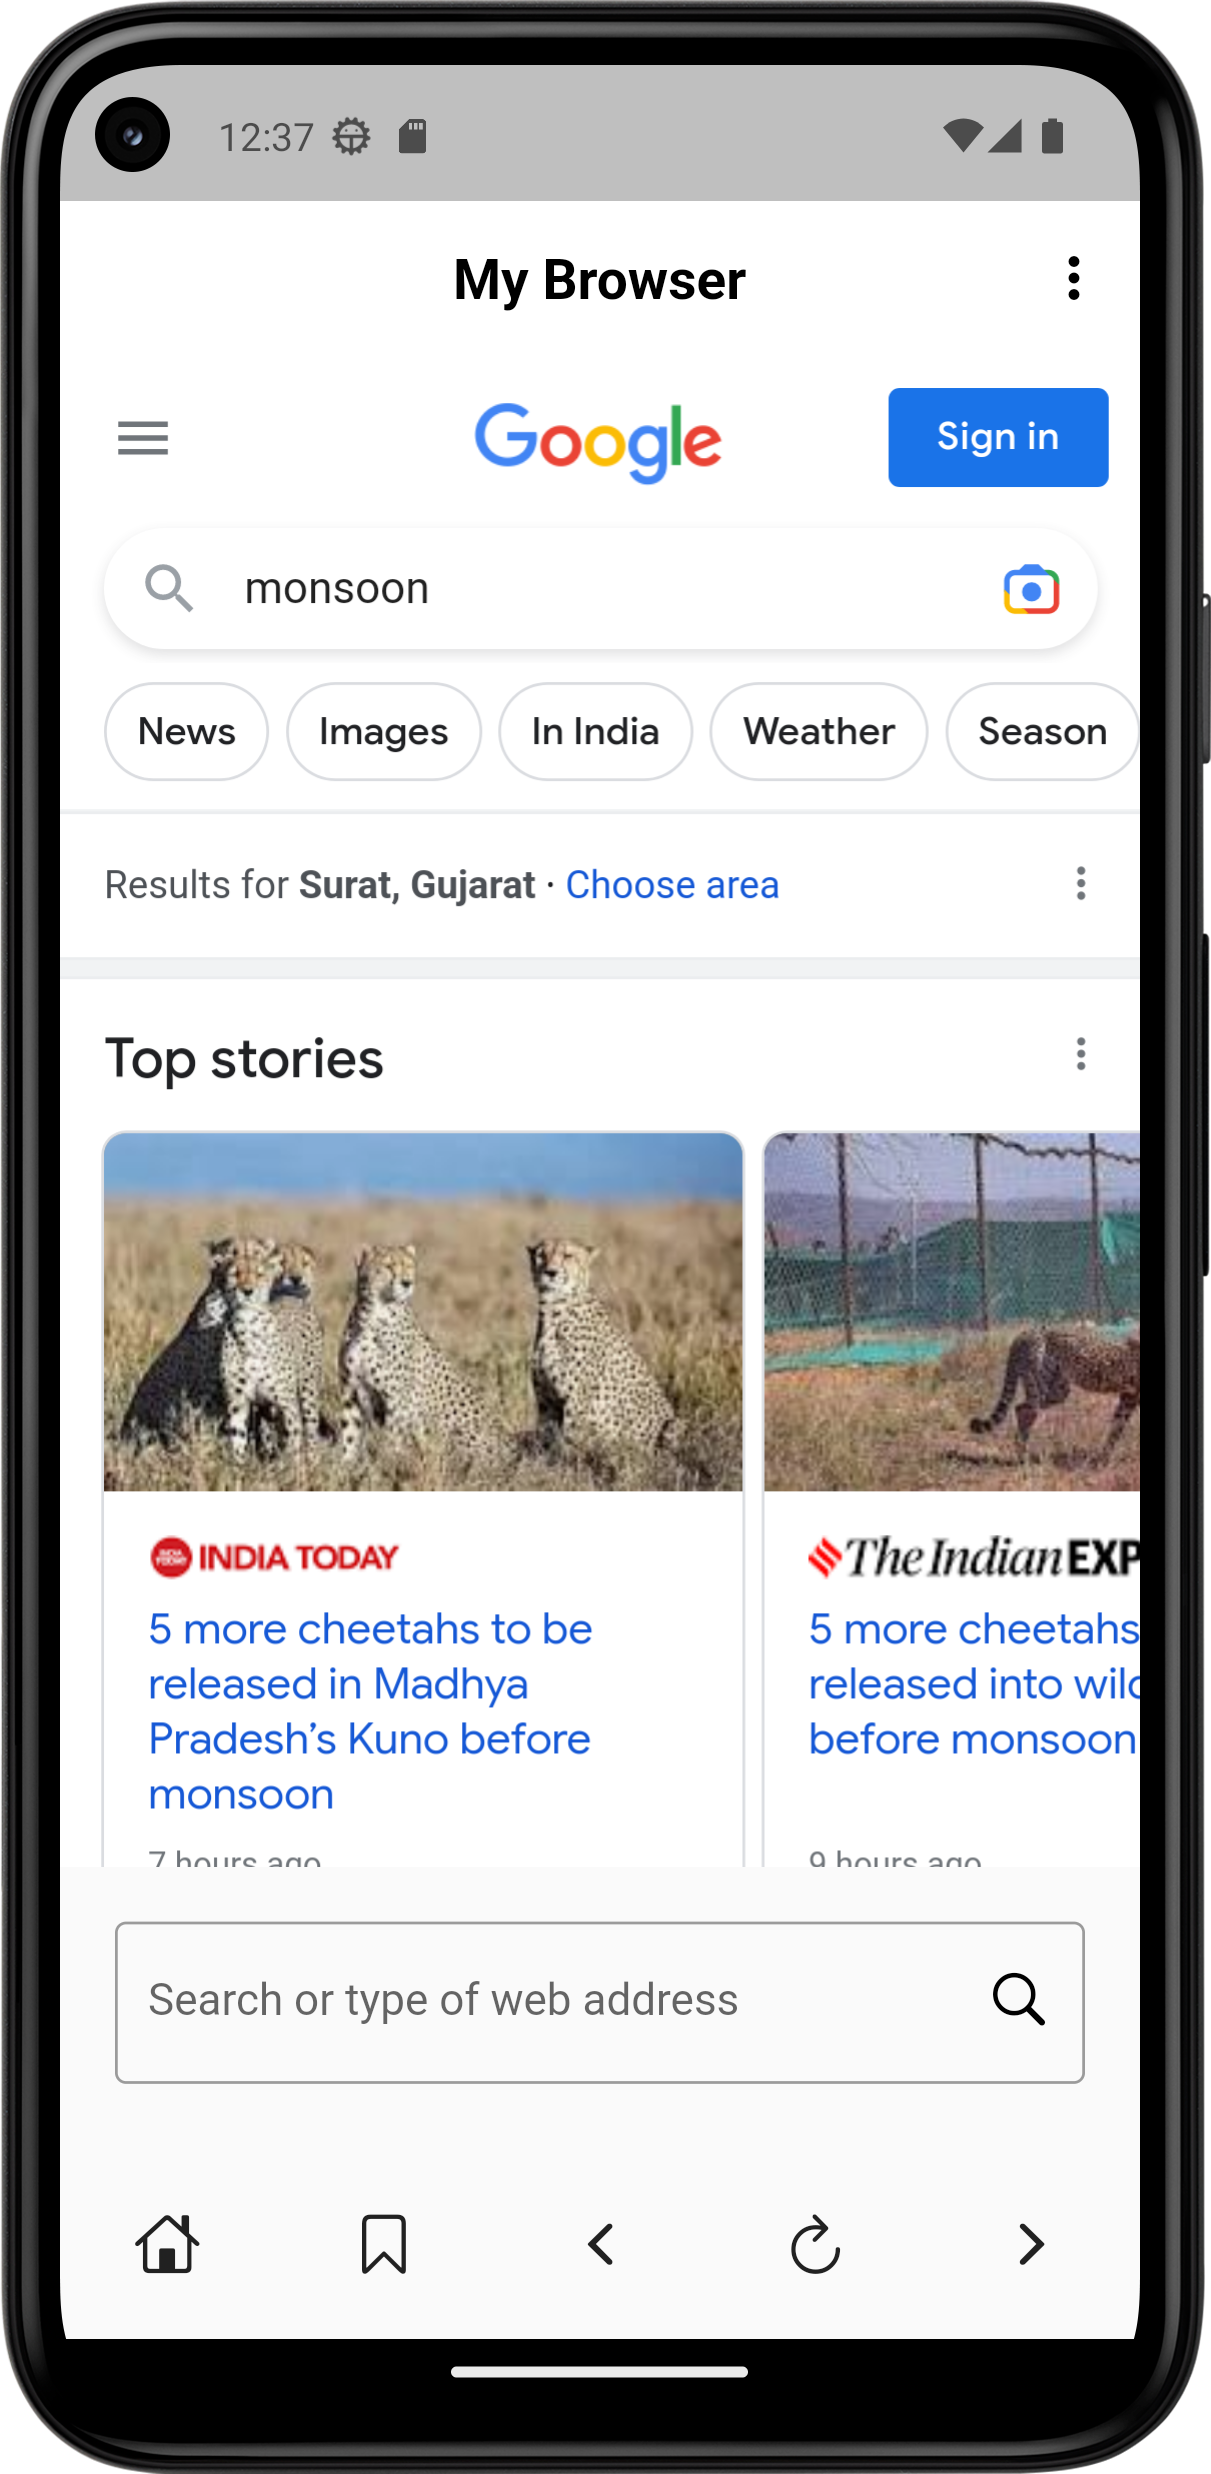 12:37
My Browser
Google
Sign in
monsoon
News Images In India Weather Season
Results for Surat, Gujarat · Choose area
Top stories
INDIA TODAY
5 more cheetahs to be
released in Madhya
Pradesh’s Kuno before
monsoon
7 hours ago
The Indian EXP
5 more cheetahs
released into wild
before monsoon
9 hours ago
Search or type of web address